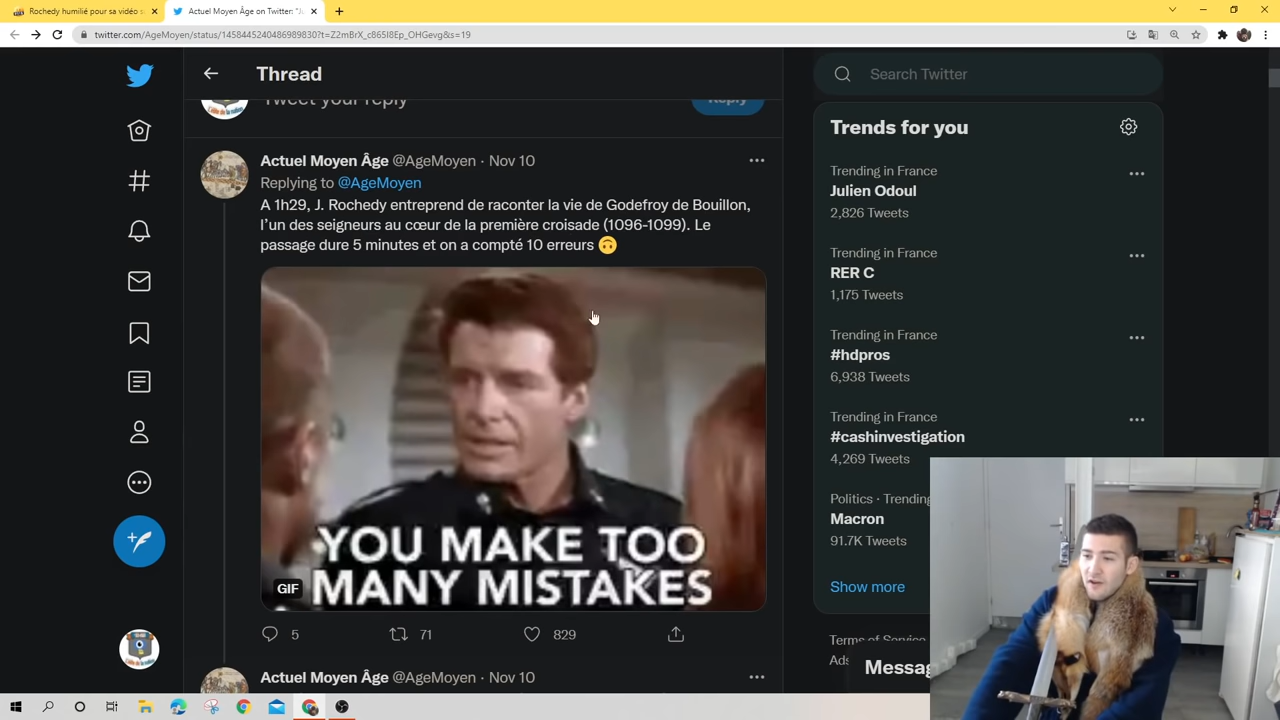 Rochedy humilié pour sa vidéo s
Actuel Moyen Âge on Twitter: "Ju
twitter.com/AgeMoyen/status/1458445240486989830?t=Z2mBrX_c865I8Ep_OHGevg&s=19
Thread
Search Twitter
Tweet your reply
Reply
Trends for you
Actuel Moyen Âge @AgeMoyen · Nov 10
Replying to @AgeMoyen
A 1h29, J. Rochedy entreprend de raconter la vie de Godefroy de Bouillon,
l'un des seigneurs au cœur de la première croisade (1096-1099). Le
passage dure 5 minutes et on a compté 10 erreurs 🙃
YOU MAKE TOO
MANY MISTAKES
GIF
5 71 829
Actuel Moyen Âge @AgeMoyen · Nov 10
Trending in France
Julien Odoul
2,826 Tweets
Trending in France
RER C
1,175 Tweets
Trending in France
#hdpros
6,938 Tweets
Trending in France
#cashinvestigation
4,269 Tweets
Politics · Trending
Macron
91.7K Tweets
Show more
Terms of Service
Ads
Messag